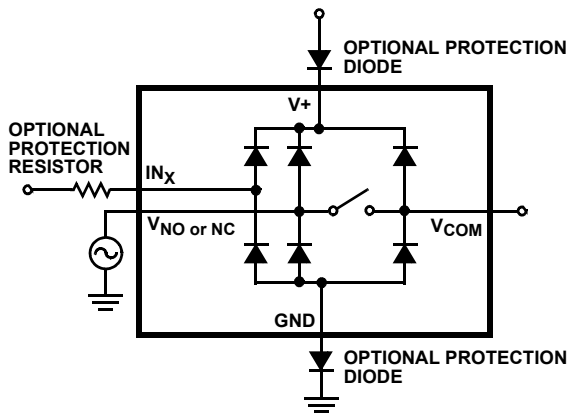 OPTIONAL PROTECTION
DIODE
V+
OPTIONAL
PROTECTION
RESISTOR
INX
VNO or NC
VCOM
GND
OPTIONAL PROTECTION
DIODE